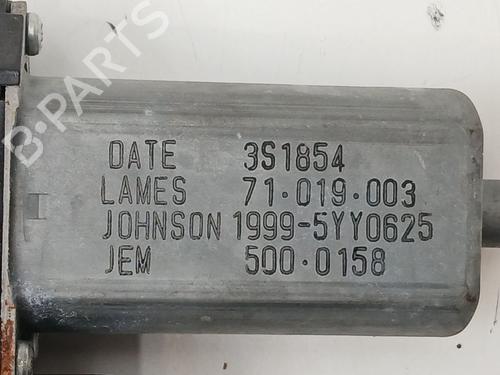 B-PARTS
DATE 3S1854
LAMES 71·019·003
JOHNSON 1999-5YY0625
JEM 500·0158